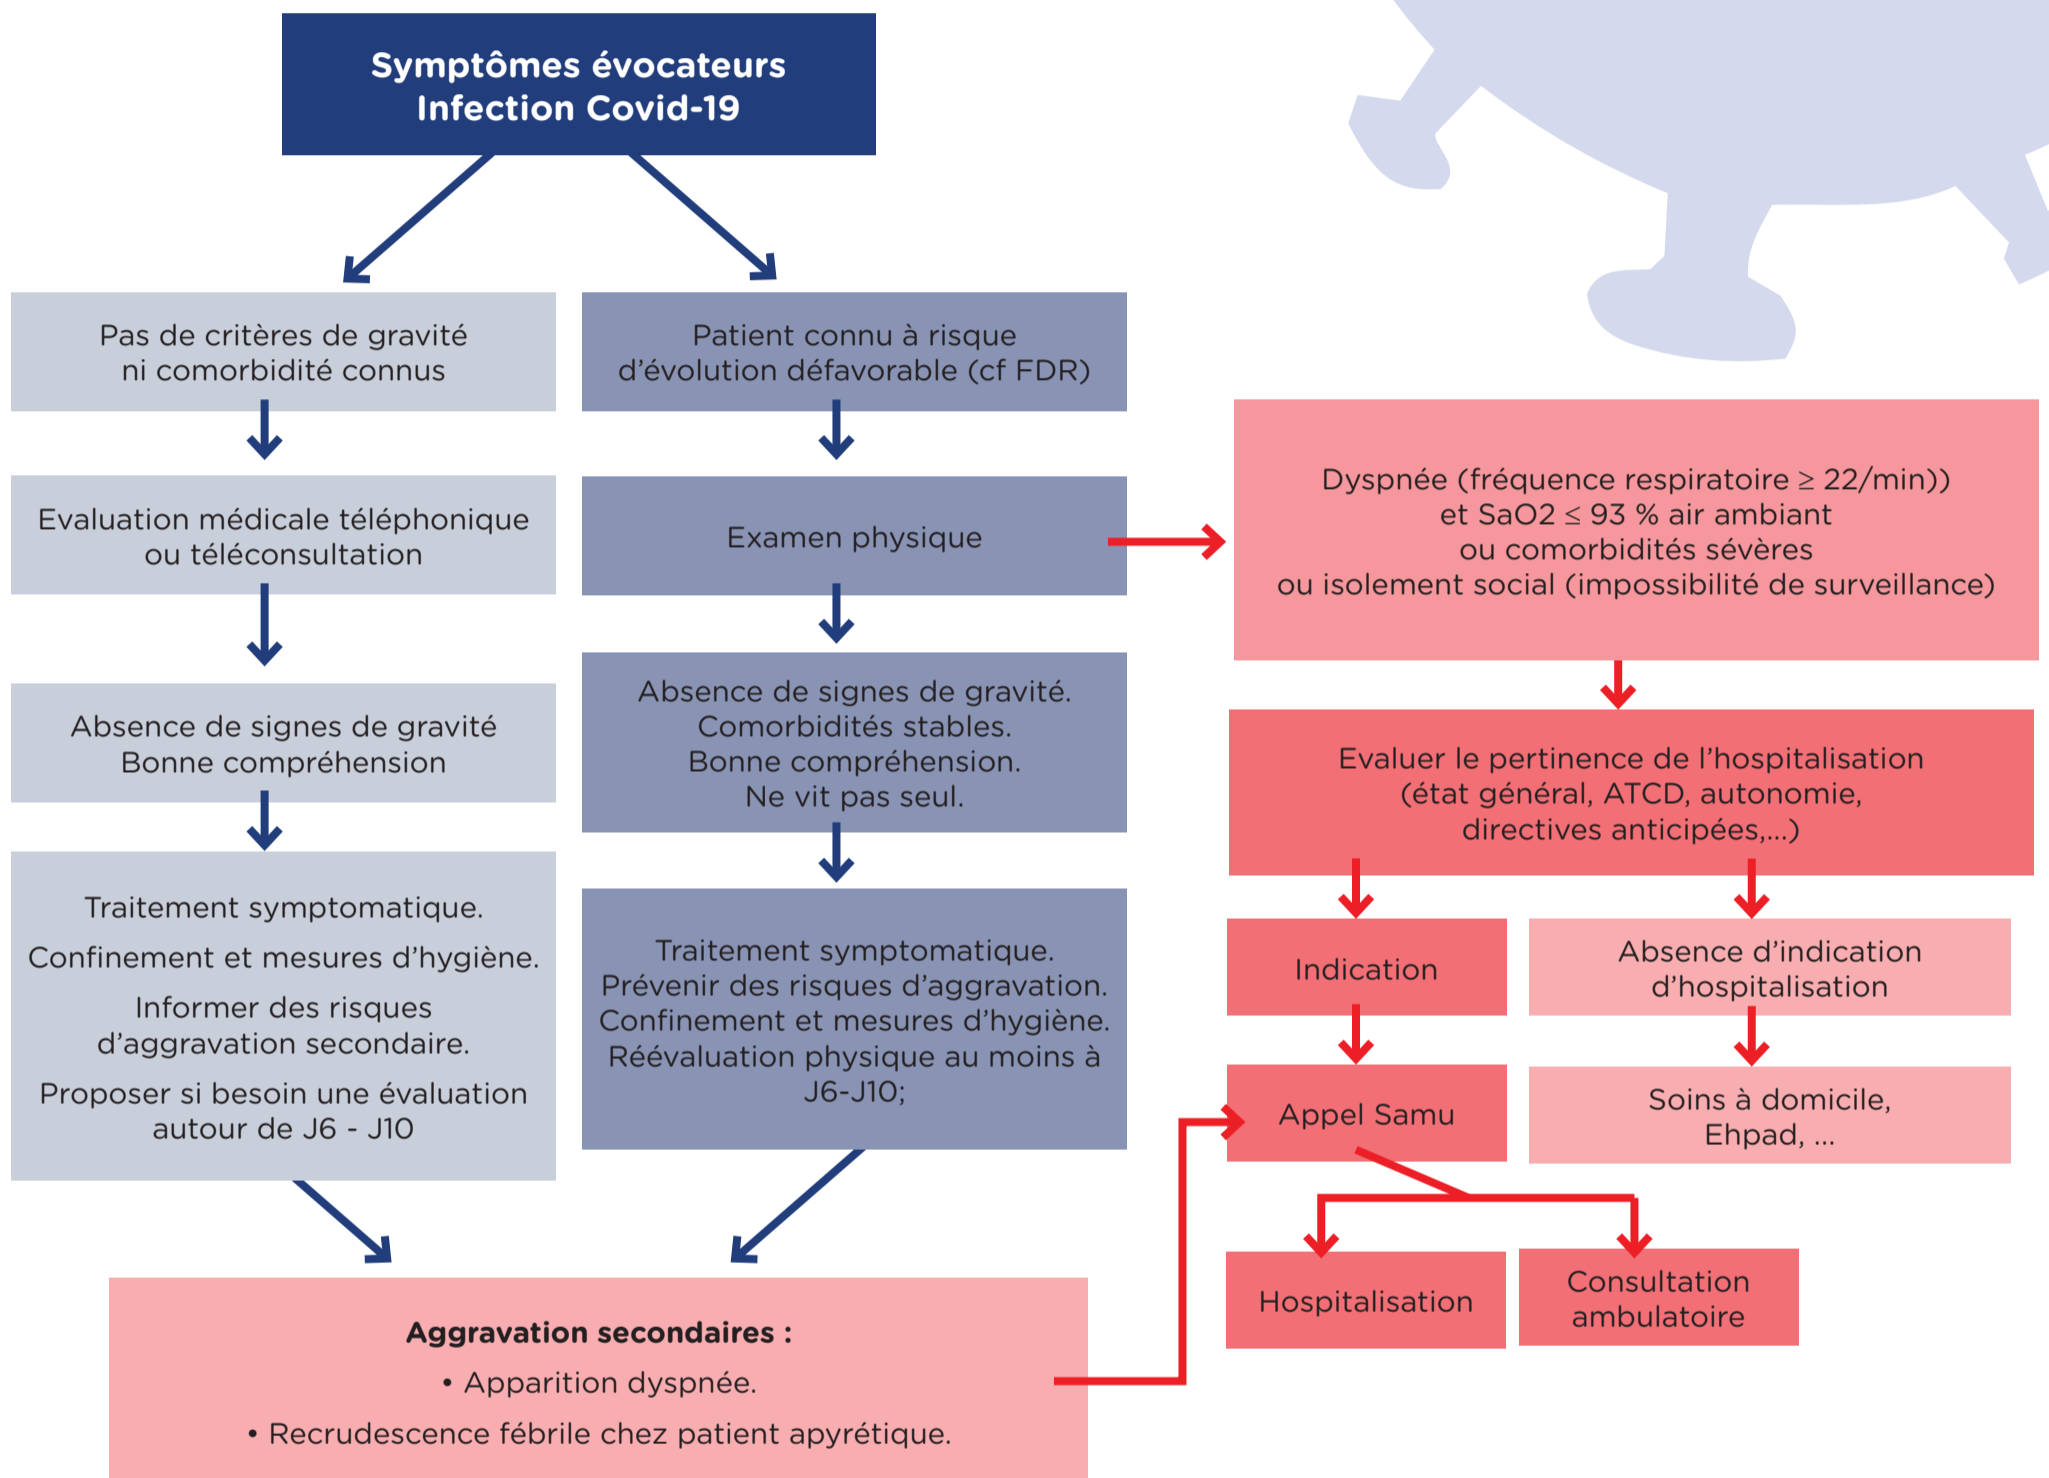 Symptômes évocateurs
Infection Covid-19
Pas de critères de gravité
ni comorbidité connus
Patient connu à risque
d'évolution défavorable (cf FDR)
Evaluation médicale téléphonique
ou téléconsultation
Examen physique
Dyspnée (fréquence respiratoire ≥ 22/min))
et SaO2 ≤ 93 % air ambiant
ou comorbidités sévères
ou isolement social (impossibilité de surveillance)
Absence de signes de gravité
Bonne compréhension
Absence de signes de gravité.
Comorbidités stables.
Bonne compréhension.
Ne vit pas seul.
Evaluer le pertinence de l'hospitalisation
(état général, ATCD, autonomie,
directives anticipées,...)
Traitement symptomatique.
Confinement et mesures d'hygiène.
Informer des risques
d'aggravation secondaire.
Proposer si besoin une évaluation
autour de J6 - J10
Traitement symptomatique.
Prévenir des risques d'aggravation.
Confinement et mesures d'hygiène.
Réévaluation physique au moins à
J6-J10;
Indication
Absence d'indication
d'hospitalisation
Appel Samu
Soins à domicile,
Ehpad, ...
Hospitalisation
Consultation
ambulatoire
Aggravation secondaires :
• Apparition dyspnée.
• Recrudescence fébrile chez patient apyrétique.